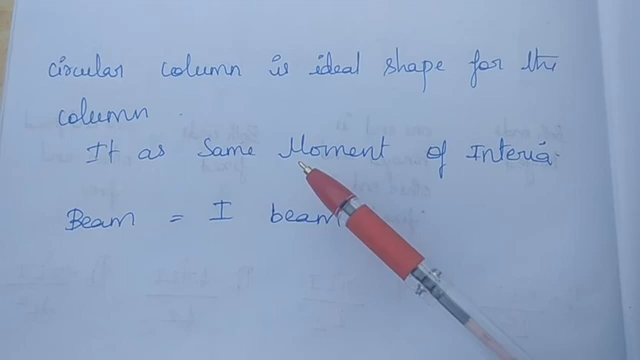 circular column is ideal shape for the
column
It as same Moment of Interia.
Beam = I beam